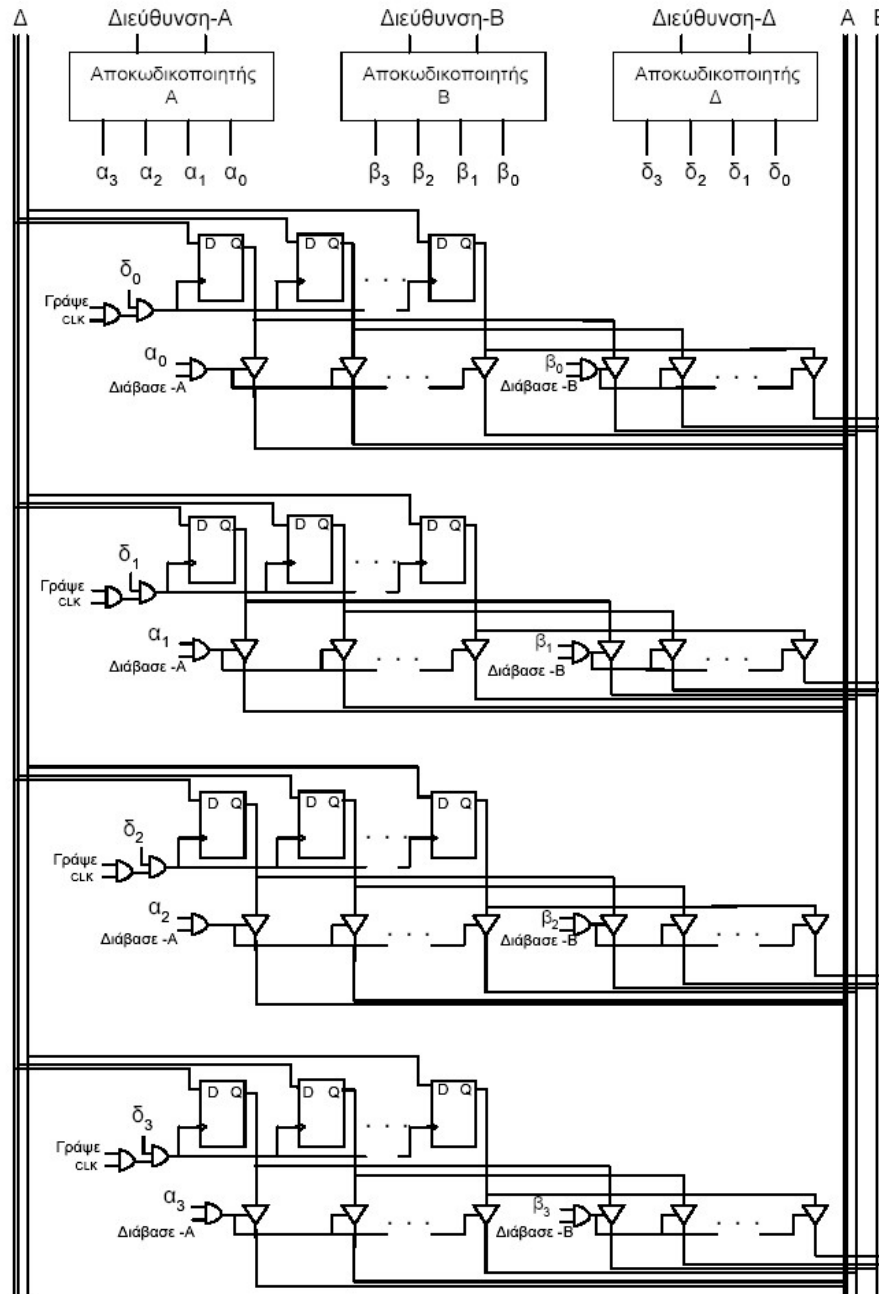 Δ Διεύθυνση-Α Διεύθυνση-Β Διεύθυνση-Δ Α
Αποκωδικοποιητής Αποκωδικοποιητής Αποκωδικοποιητής
Α Β Δ
α3 α2 α1 α0 β3 β2 β1 β0 δ3 δ2 δ1 δ0
D Q D Q
δ0
Γράψε
CLK
α0 β0
Διάβασε -Α Διάβασε -Β
D Q D Q
δ1
Γράψε
CLK
α1 β1
Διάβασε -Α Διάβασε -Β
D Q D Q
δ2
Γράψε
CLK
α2 β2
Διάβασε -Α Διάβασε -Β
D Q D Q
δ3
Γράψε
CLK
α3 β3
Διάβασε -Α Διάβασε -Β